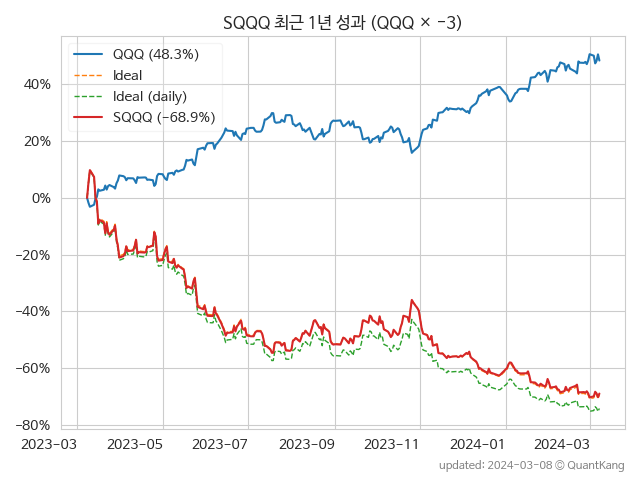 SQQQ 최근 1년 성과 (QQQ × −3)
QQQ (48.3%)
Ideal
Ideal (daily)
SQQQ (−68.9%)
40%
20%
0%
−20%
−40%
−60%
−80%
2023-03 2023-05 2023-07 2023-09 2023-11 2024-01 2024-03
updated: 2024-03-08 © QuantKang